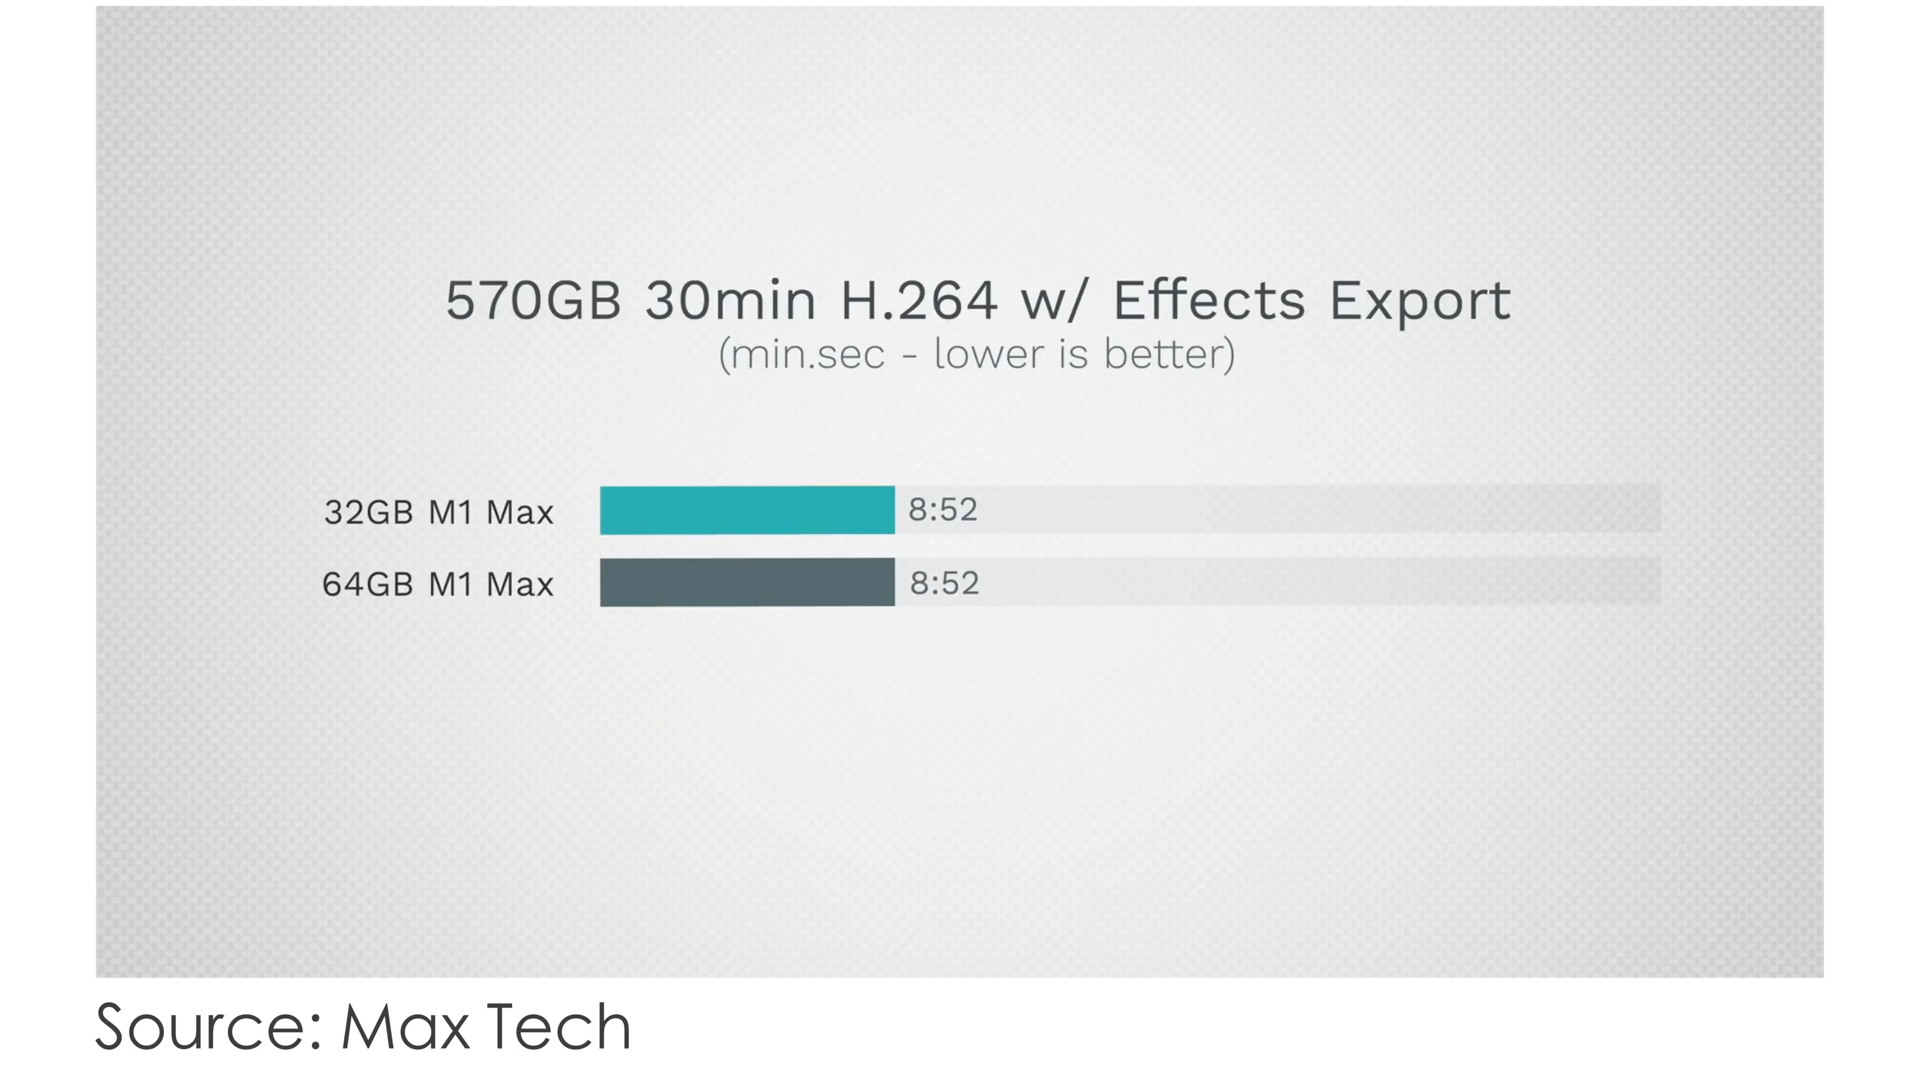 570GB 30min H.264 w/ Effects Export
(min.sec - lower is better)
32GB M1 Max 8:52
64GB M1 Max 8:52
Source: Max Tech